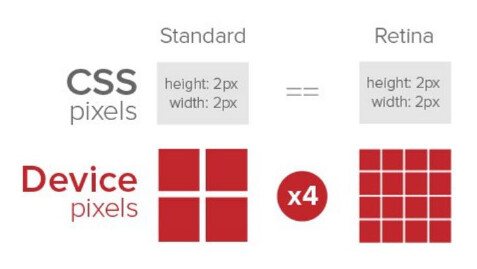 Standard
Retina
CSS
pixels
height: 2px
width: 2px
==
height: 2px
width: 2px
Device
pixels
x4